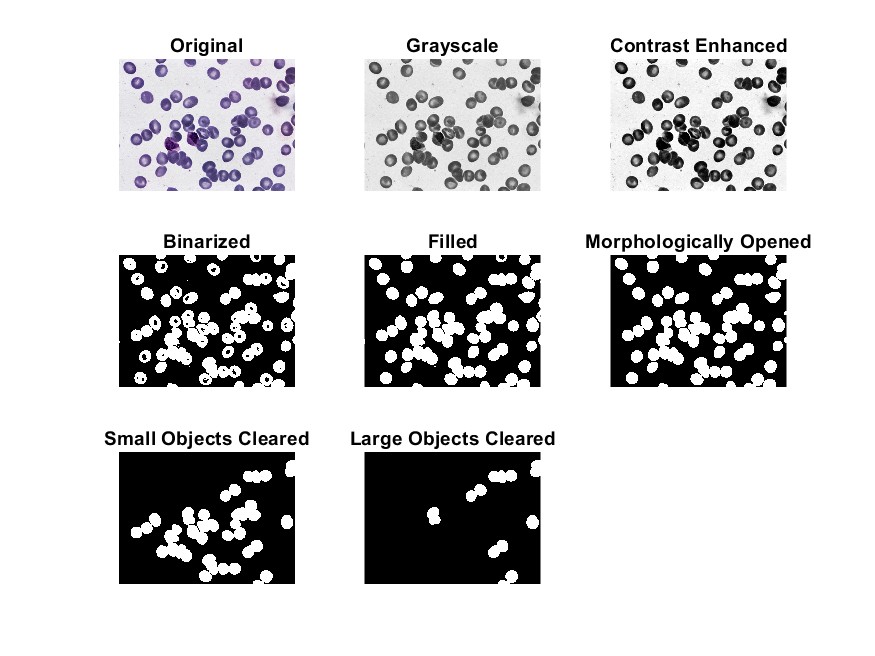 Original
Grayscale
Contrast Enhanced
Binarized
Filled
Morphologically Opened
Small Objects Cleared
Large Objects Cleared